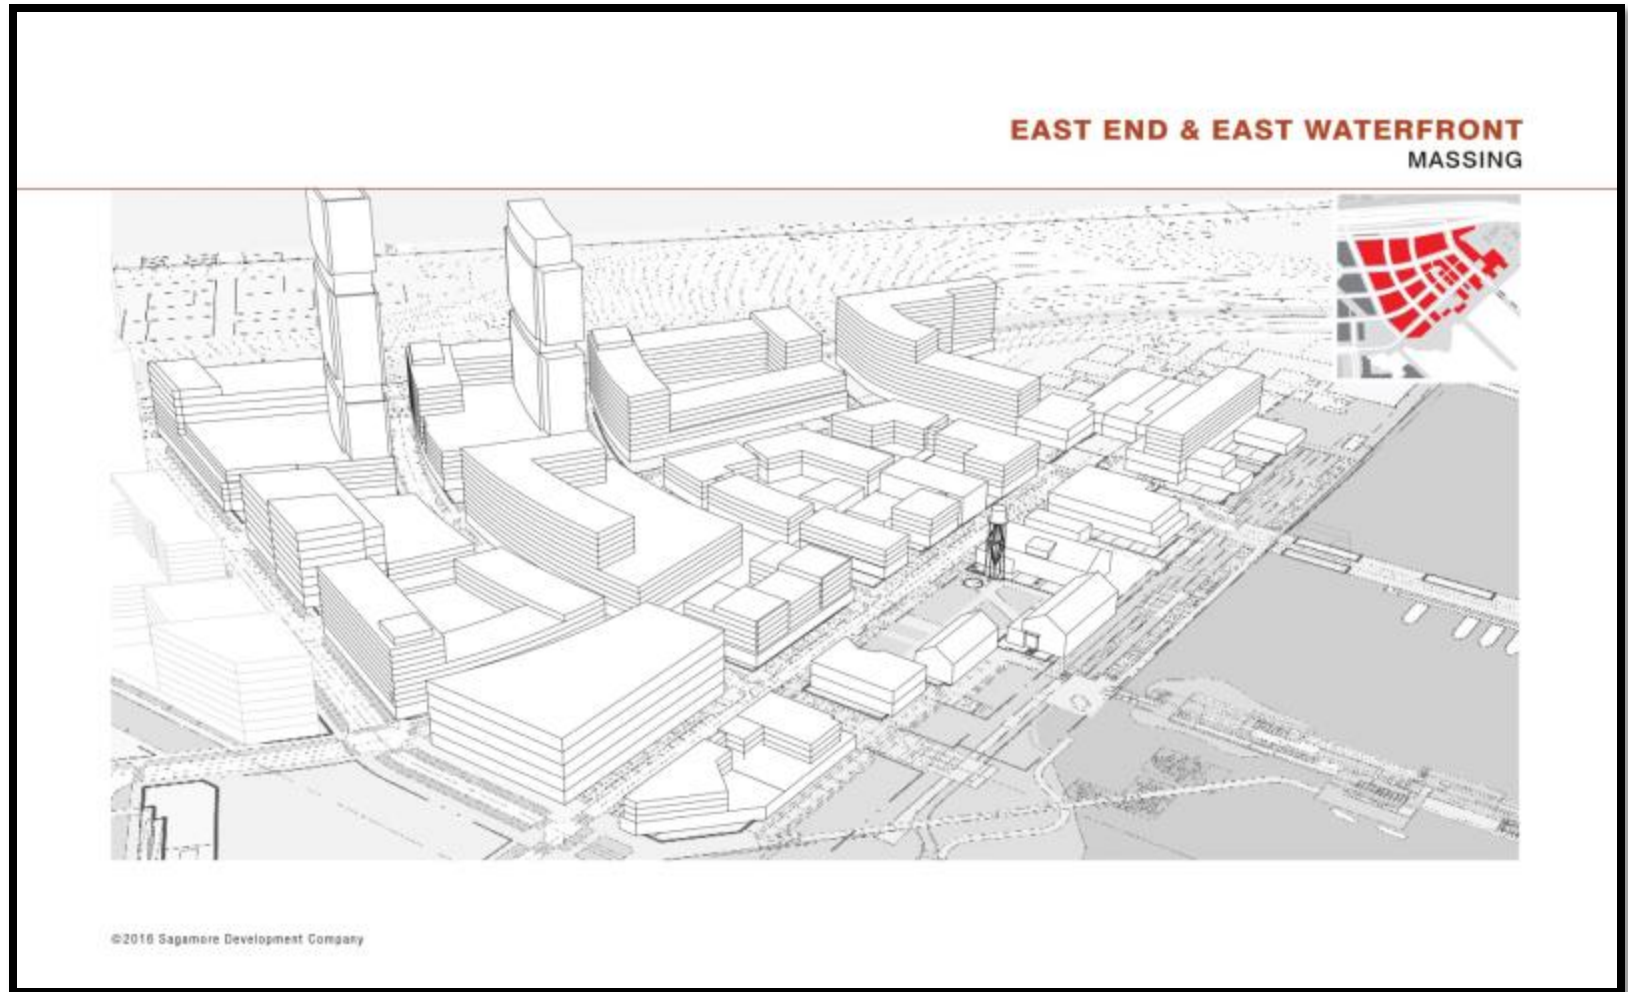 EAST END & EAST WATERFRONT
MASSING
©2016 Sagamore Development Company